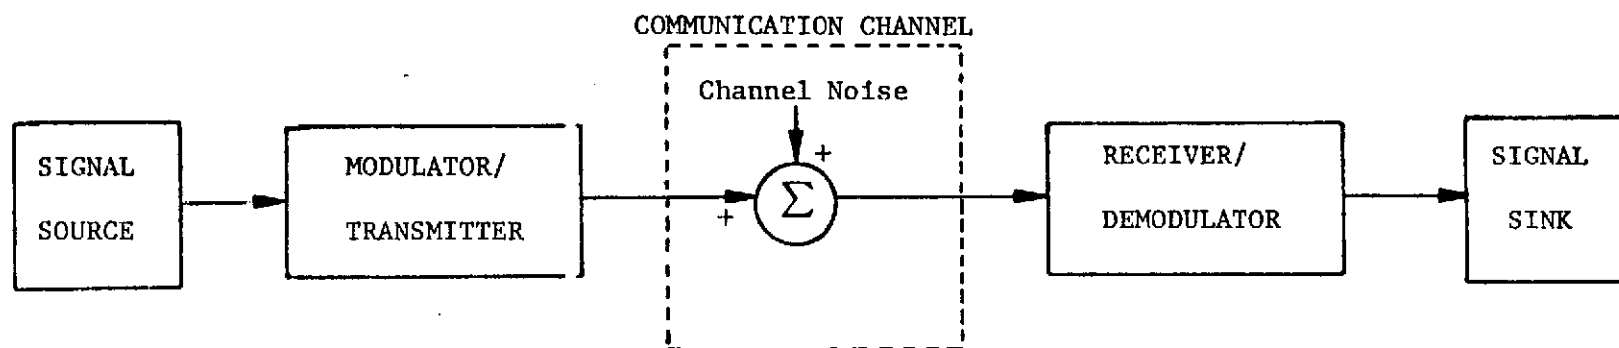 COMMUNICATION CHANNEL
Channel Noise
+
SIGNAL
SOURCE
MODULATOR/
TRANSMITTER
+
Σ
RECEIVER/
DEMODULATOR
SIGNAL
SINK